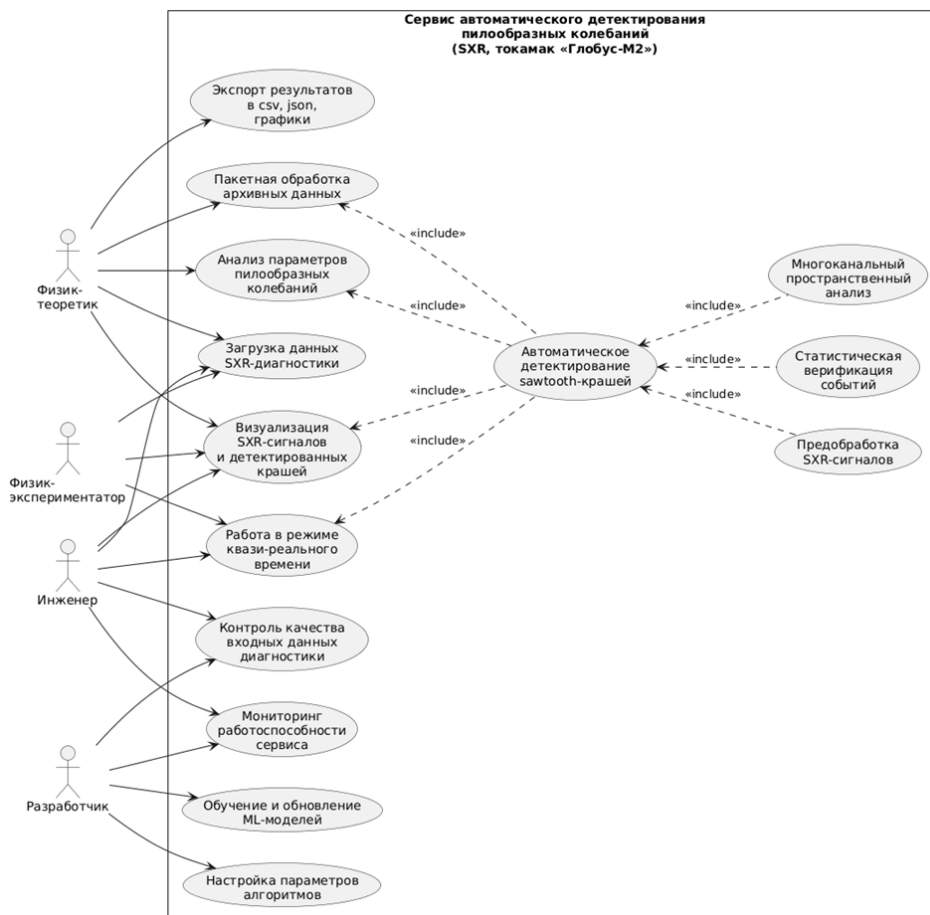 Сервис автоматического детектирования
пилообразных колебаний
(SXR, токамак «Глобус-М2»)
Экспорт результатов
в csv, json,
графики
Пакетная обработка
архивных данных
«include»
Физик-
теоретик
Анализ параметров
пилообразных
колебаний
«include»
Многоканальный
пространственный
анализ
«include»
Загрузка данных
SXR-диагностики
Автоматическое
детектирование
sawtooth-крашей
«include»
Статистическая
верификация
событий
«include»
«include»
Физик-
экспериментатор
Визуализация
SXR-сигналов
и детектированных
крашей
«include»
Предобработка
SXR-сигналов
Инженер
Работа в режиме
квази-реального
времени
Контроль качества
входных данных
диагностики
Мониторинг
работоспособности
сервиса
Разработчик
Обучение и обновление
ML-моделей
Настройка параметров
алгоритмов